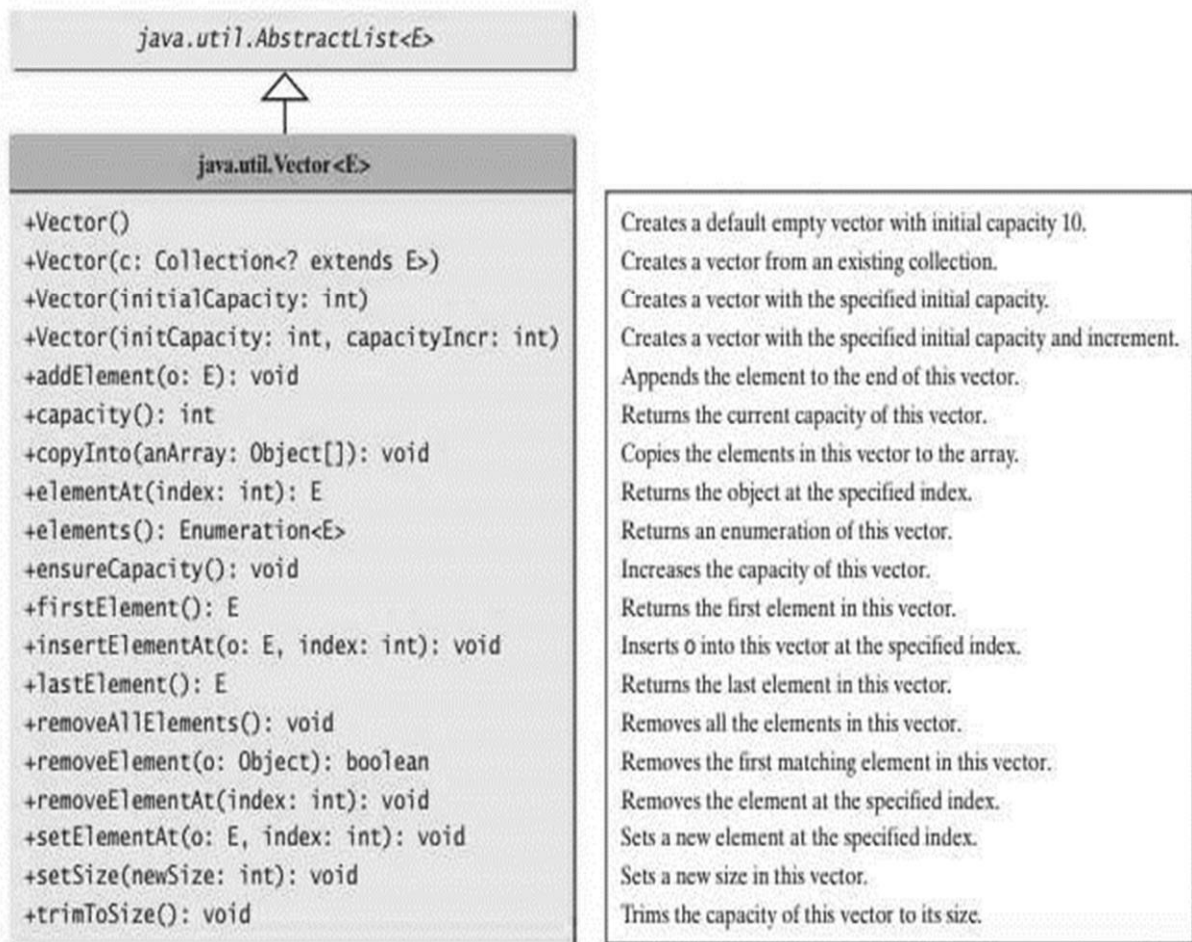 java.util.AbstractList<E>
java.util.Vector<E>
+Vector()
+Vector(c: Collection<? extends E>)
+Vector(initialCapacity: int)
+Vector(initCapacity: int, capacityIncr: int)
+addElement(o: E): void
+capacity(): int
+copyInto(anArray: Object[]): void
+elementAt(index: int): E
+elements(): Enumeration<E>
+ensureCapacity(): void
+firstElement(): E
+insertElementAt(o: E, index: int): void
+lastElement(): E
+removeAllElements(): void
+removeElement(o: Object): boolean
+removeElementAt(index: int): void
+setElementAt(o: E, index: int): void
+setSize(newSize: int): void
+trimToSize(): void
Creates a default empty vector with initial capacity 10.
Creates a vector from an existing collection.
Creates a vector with the specified initial capacity.
Creates a vector with the specified initial capacity and increment.
Appends the element to the end of this vector.
Returns the current capacity of this vector.
Copies the elements in this vector to the array.
Returns the object at the specified index.
Returns an enumeration of this vector.
Increases the capacity of this vector.
Returns the first element in this vector.
Inserts o into this vector at the specified index.
Returns the last element in this vector.
Removes all the elements in this vector.
Removes the first matching element in this vector.
Removes the element at the specified index.
Sets a new element at the specified index.
Sets a new size in this vector.
Trims the capacity of this vector to its size.